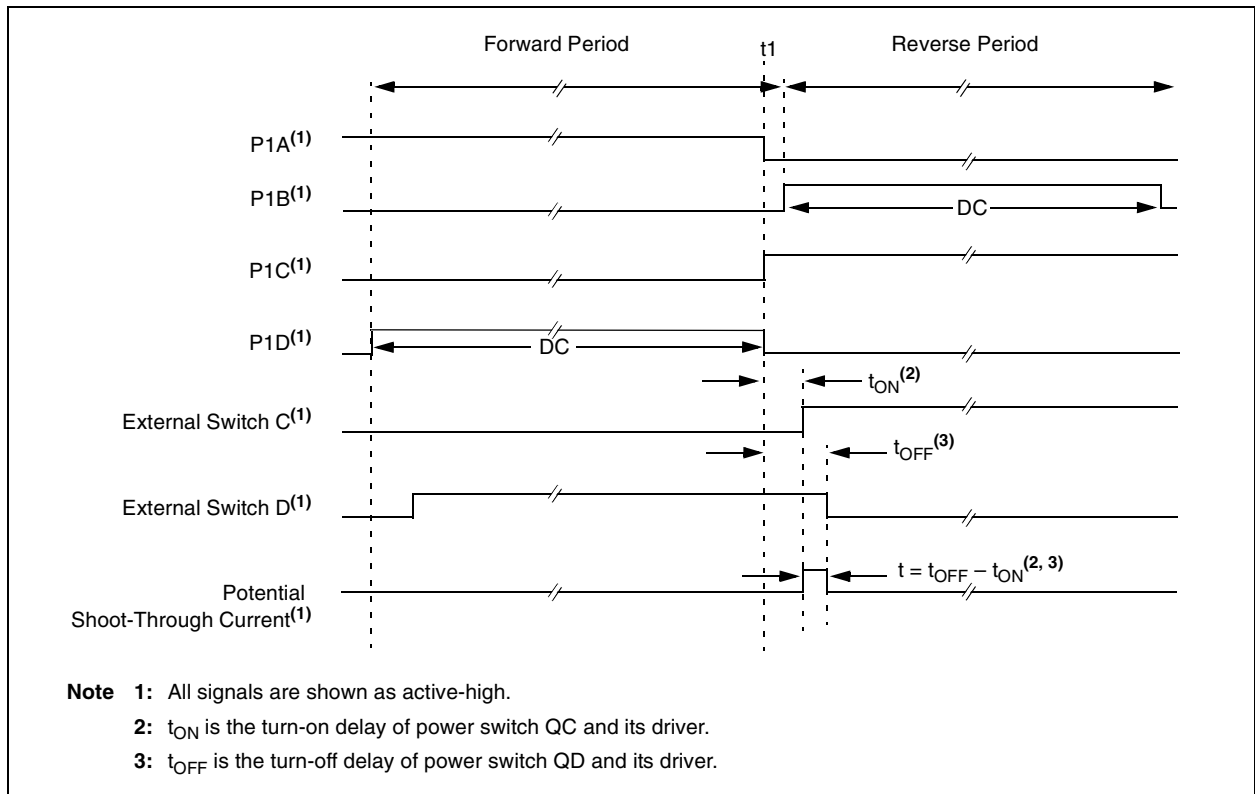 Forward Period
t1
Reverse Period
P1A(1)
P1B(1)
DC
P1C(1)
P1D(1)
DC
tON(2)
External Switch C(1)
tOFF(3)
External Switch D(1)
t = tOFF – tON(2, 3)
Potential
Shoot-Through Current(1)
Note 1: All signals are shown as active-high.
2: tON is the turn-on delay of power switch QC and its driver.
3: tOFF is the turn-off delay of power switch QD and its driver.